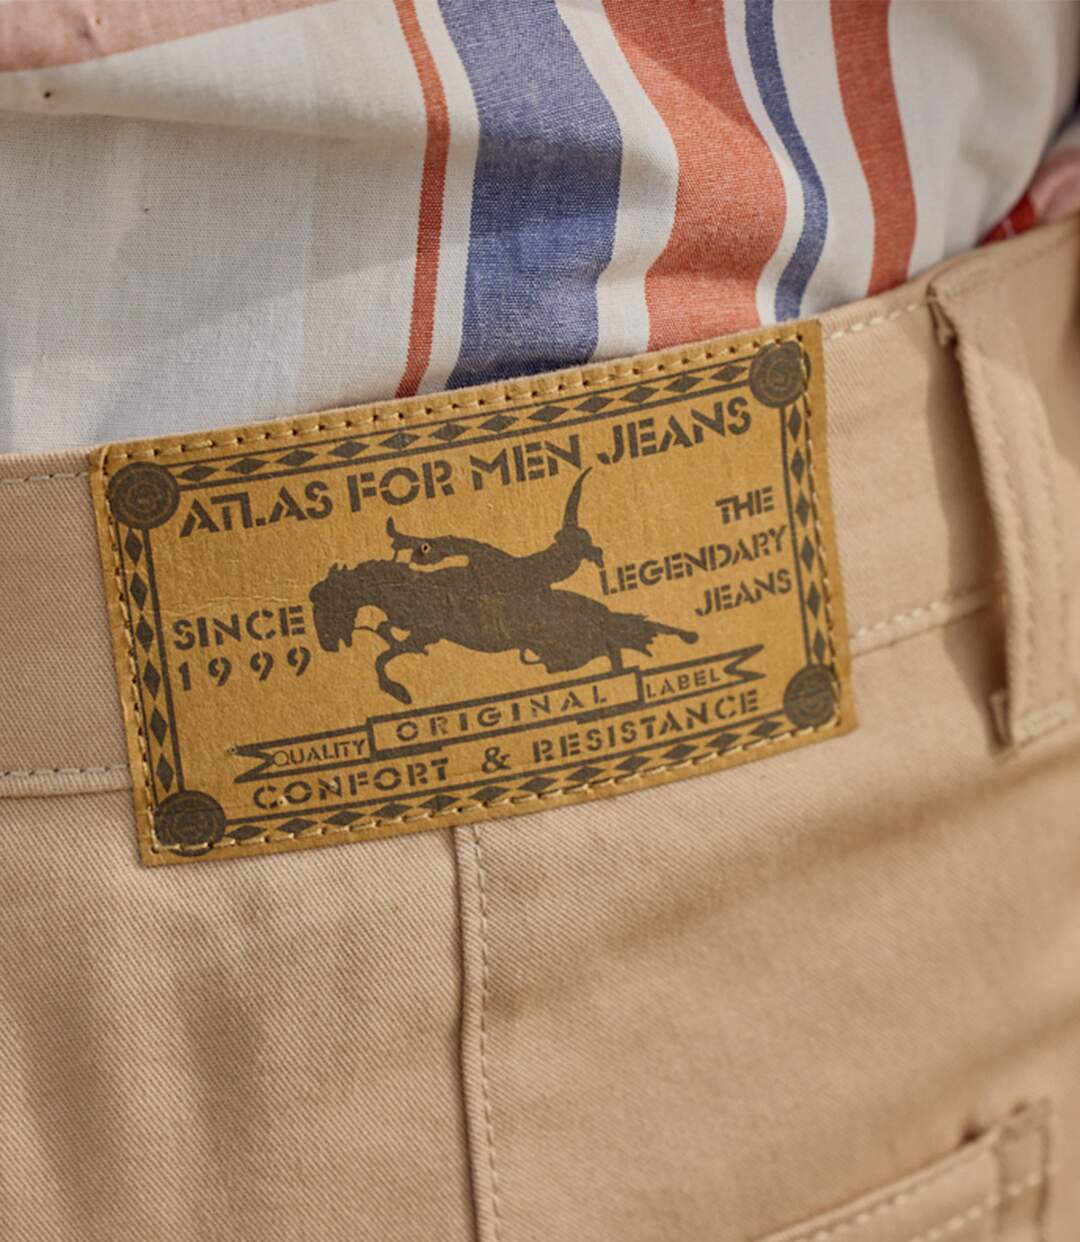 ATLAS FOR MEN JEANS
THE
LEGENDARY
JEANS
SINCE
1999
QUALITY ORIGINAL LABEL
CONFORT & RESISTANCE